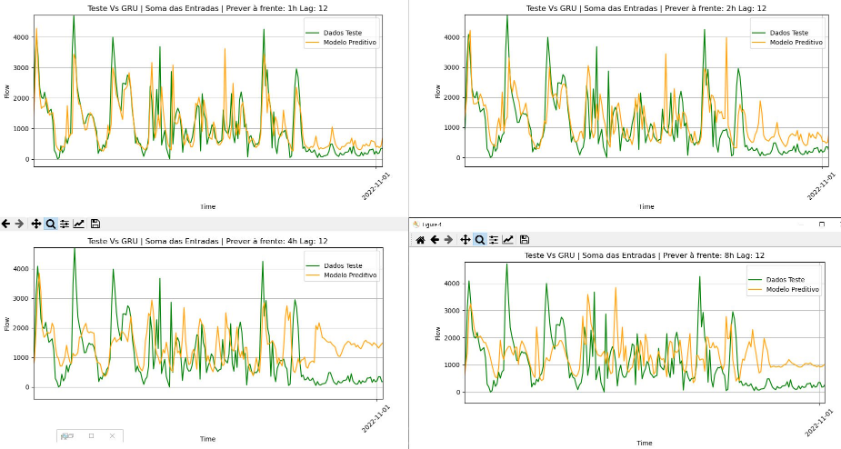 Teste Vs GRU | Soma das Entradas | Prever à frente: 1h Lag: 12
Dados Teste
Modelo Preditivo
4000
3000
2000
1000
0
Flow
2022-11-01
Time
Teste Vs GRU | Soma das Entradas | Prever à frente: 2h Lag: 12
Dados Teste
Modelo Preditivo
4000
3000
2000
1000
0
Flow
2022-11-01
Time
Teste Vs GRU | Soma das Entradas | Prever à frente: 4h Lag: 12
Dados Teste
Modelo Preditivo
4000
3000
2000
1000
0
Flow
2022-11-01
Time
Teste Vs GRU | Soma das Entradas | Prever à frente: 8h Lag: 12
Dados Teste
Modelo Preditivo
4000
3000
2000
1000
0
Flow
2022-11-01
Time